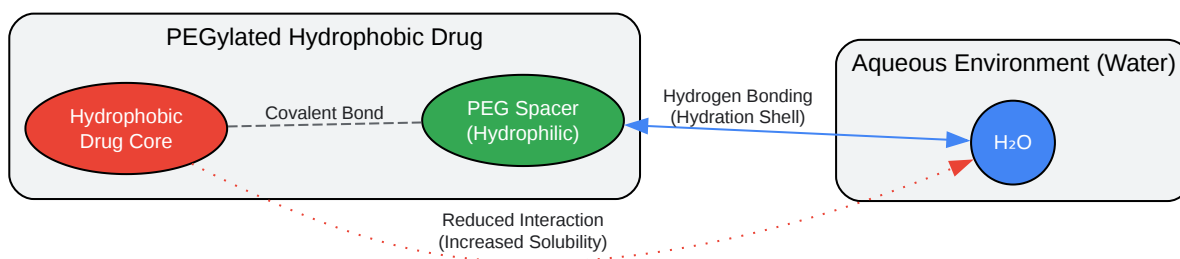 PEGylated Hydrophobic Drug
Hydrophobic
Drug Core
Covalent Bond
PEG Spacer
(Hydrophilic)
Hydrogen Bonding
(Hydration Shell)
Aqueous Environment (Water)
H₂O
Reduced Interaction
(Increased Solubility)